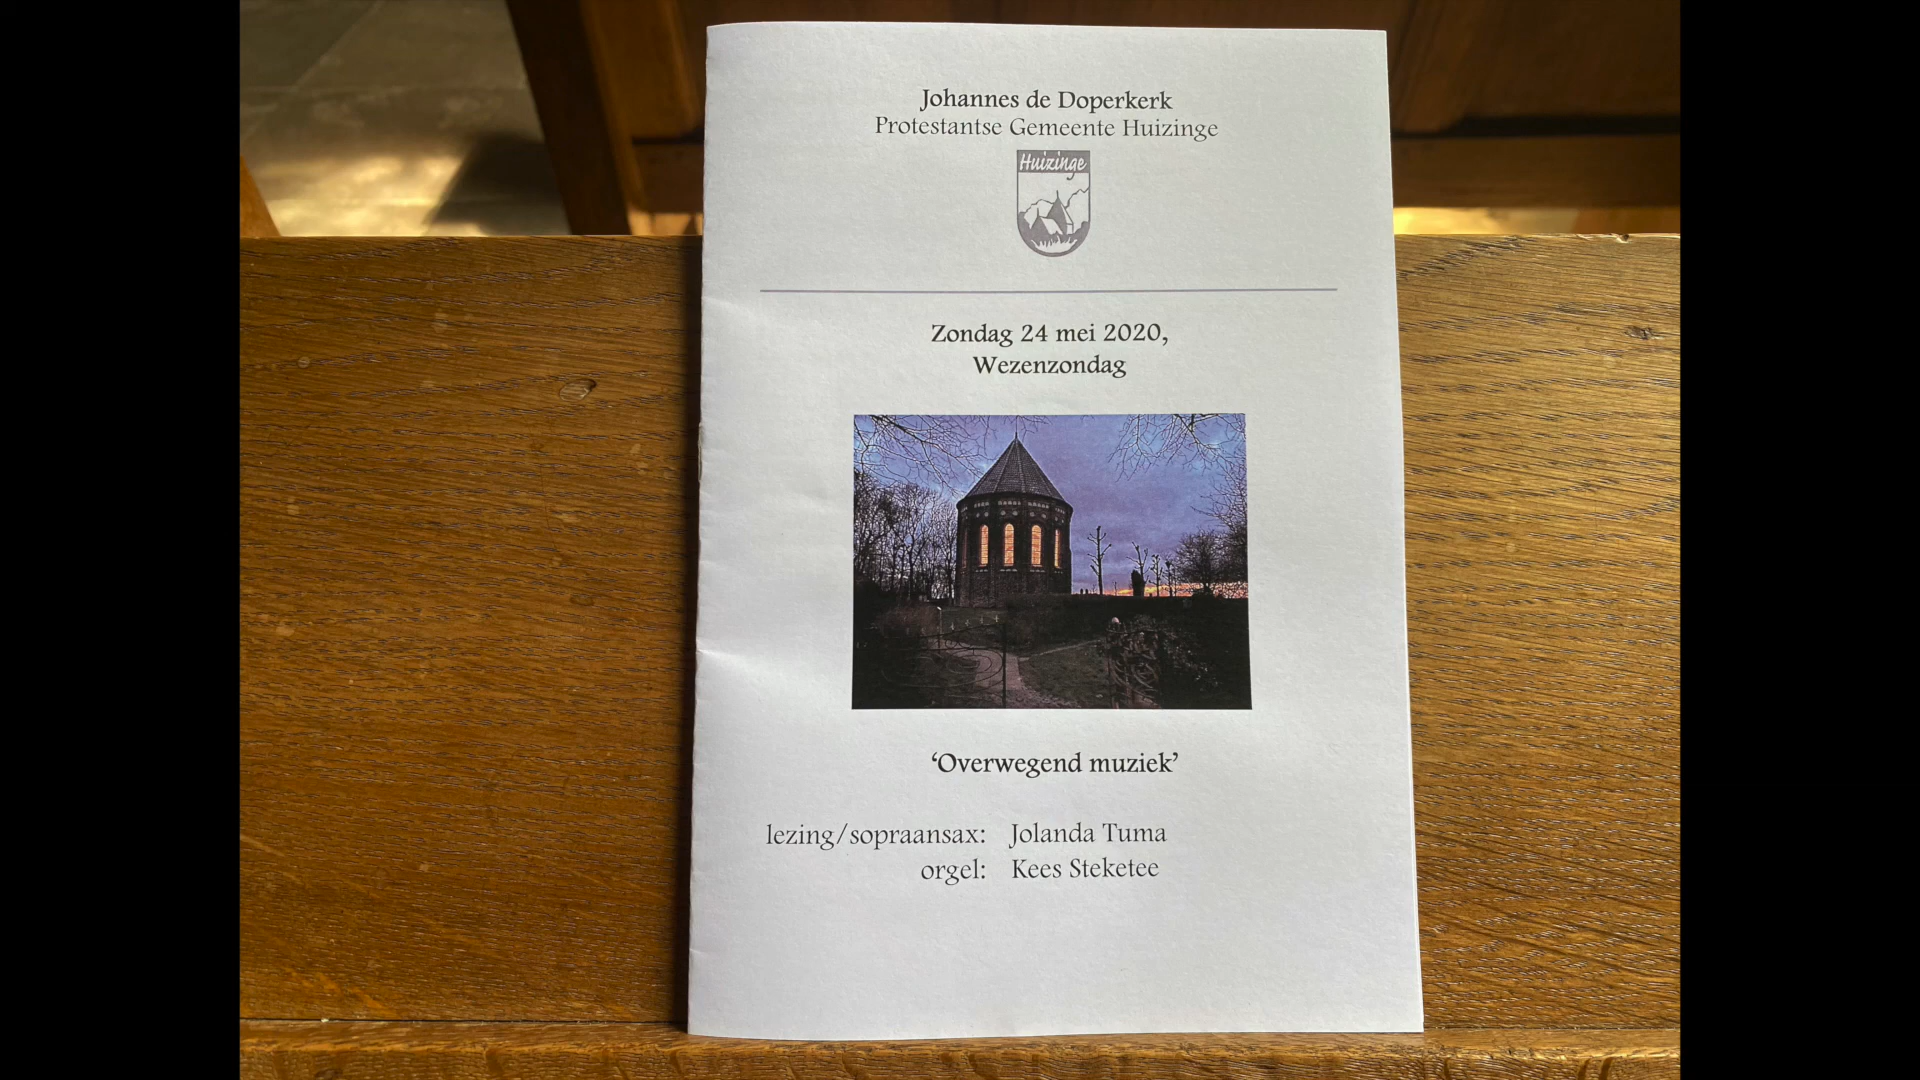 Johannes de Doperkerk
Protestantse Gemeente Huizinge
Huizinge
Zondag 24 mei 2020,
Wezenzondag
‘Overwegend muziek’
lezing/sopraansax: Jolanda Tuma
orgel: Kees Steketee